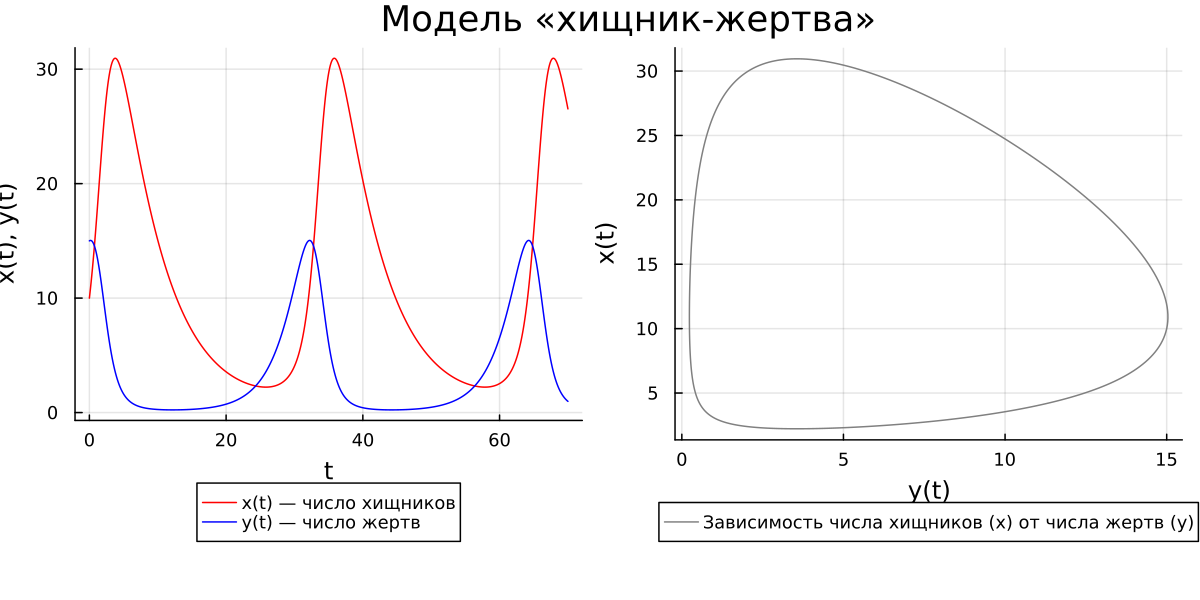 Модель «хищник-жертва»
30
20
10
0
x(t), y(t)
0
20
40
60
t
x(t) — число хищников
y(t) — число жертв
30
25
20
15
10
5
x(t)
0
5
10
15
y(t)
Зависимость числа хищников (x) от числа жертв (y)